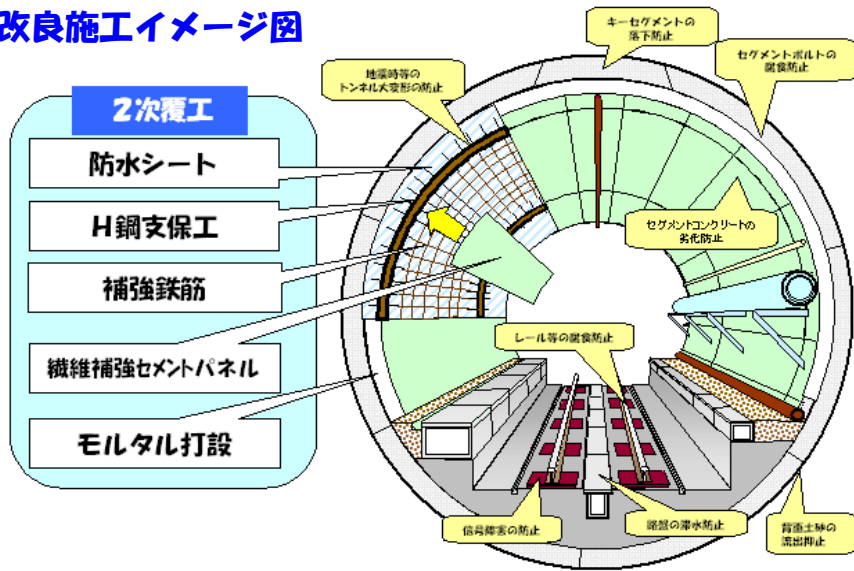 改良施工イメージ図
キーセグメントの
落下防止
セグメントボルトの
腐食防止
地震時等の
トンネル大変形の防止
2次覆工
防水シート
H鋼支保工
補強鉄筋
繊維補強セメントパネル
モルタル打設
セグメントコンクリートの
劣化防止
レール等の腐食防止
信号障害の防止
路盤の滞水防止
背面土砂の
流出抑止